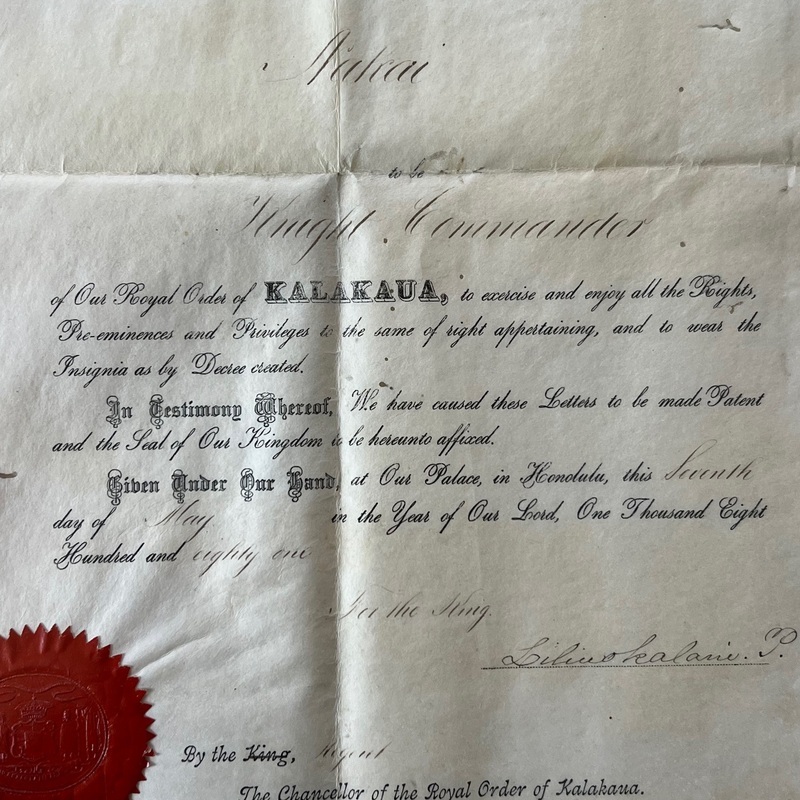 Nakai
to be
Knight Commander
of Our Royal Order of KALAKAUA, to exercise and enjoy all the Rights,
Pre-eminences and Privileges to the same of right appertaining, and to wear the
Insignia as by Decree created.
In Testimony Whereof, We have caused these Letters to be made Patent
and the Seal of Our Kingdom to be hereunto affixed.
Given Under Our Hand, at Our Palace, in Honolulu, this Seventh
day of May in the Year of Our Lord, One Thousand Eight
Hundred and eighty one
For the King.
Liliuokalani. P.
By the King, Regent
The Chancellor of the Royal Order of Kalakaua.